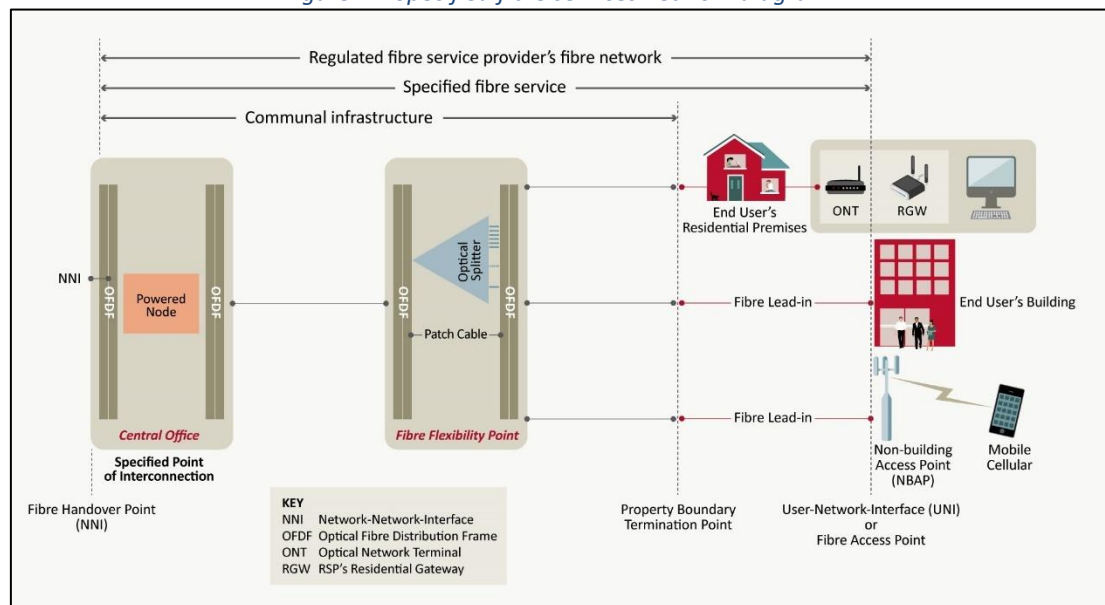 Regulated fibre service provider's fibre network
Specified fibre service
Communal infrastructure
NNI
OFDF
Powered
Node
OFDF
Central Office
Specified Point
of Interconnection
Fibre Handover Point
(NNI)
OFDF
Optical
Splitter
OFDF
Patch Cable
Fibre Flexibility Point
End User's
Residential Premises
ONT
RGW
Fibre Lead-in
End User's Building
Fibre Lead-in
Non-building
Access Point
(NBAP)
Mobile
Cellular
Property Boundary
Termination Point
User-Network-Interface (UNI)
or
Fibre Access Point
KEY
NNI Network-Network-Interface
OFDF Optical Fibre Distribution Frame
ONT Optical Network Terminal
RGW RSP's Residential Gateway